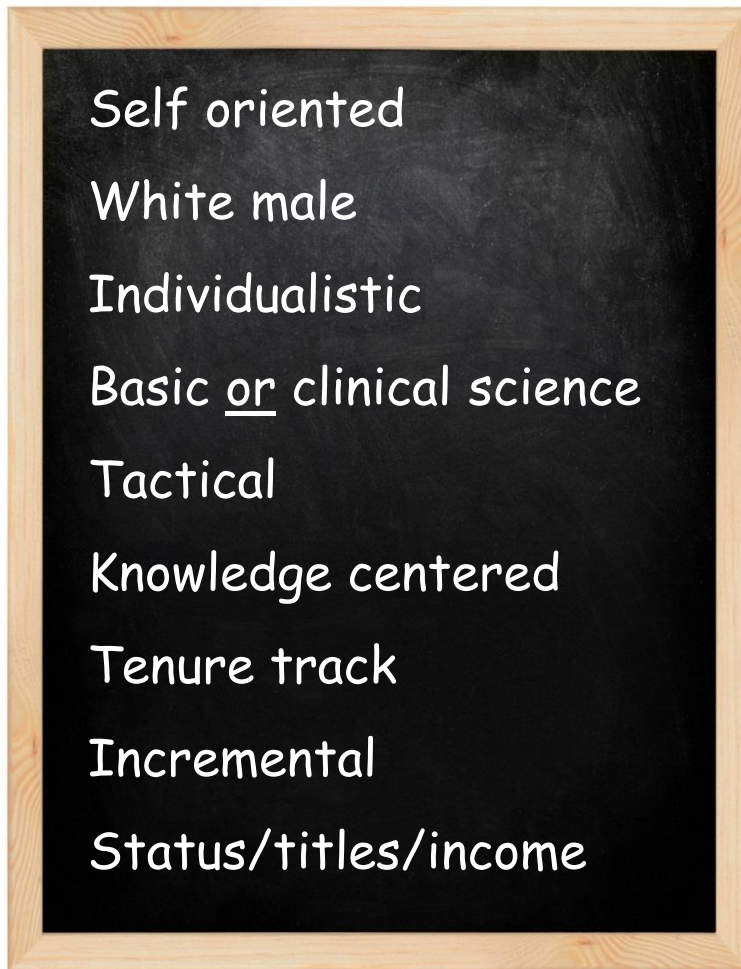 Self oriented
White male
Individualistic
Basic or clinical science
Tactical
Knowledge centered
Tenure track
Incremental
Status/titles/income